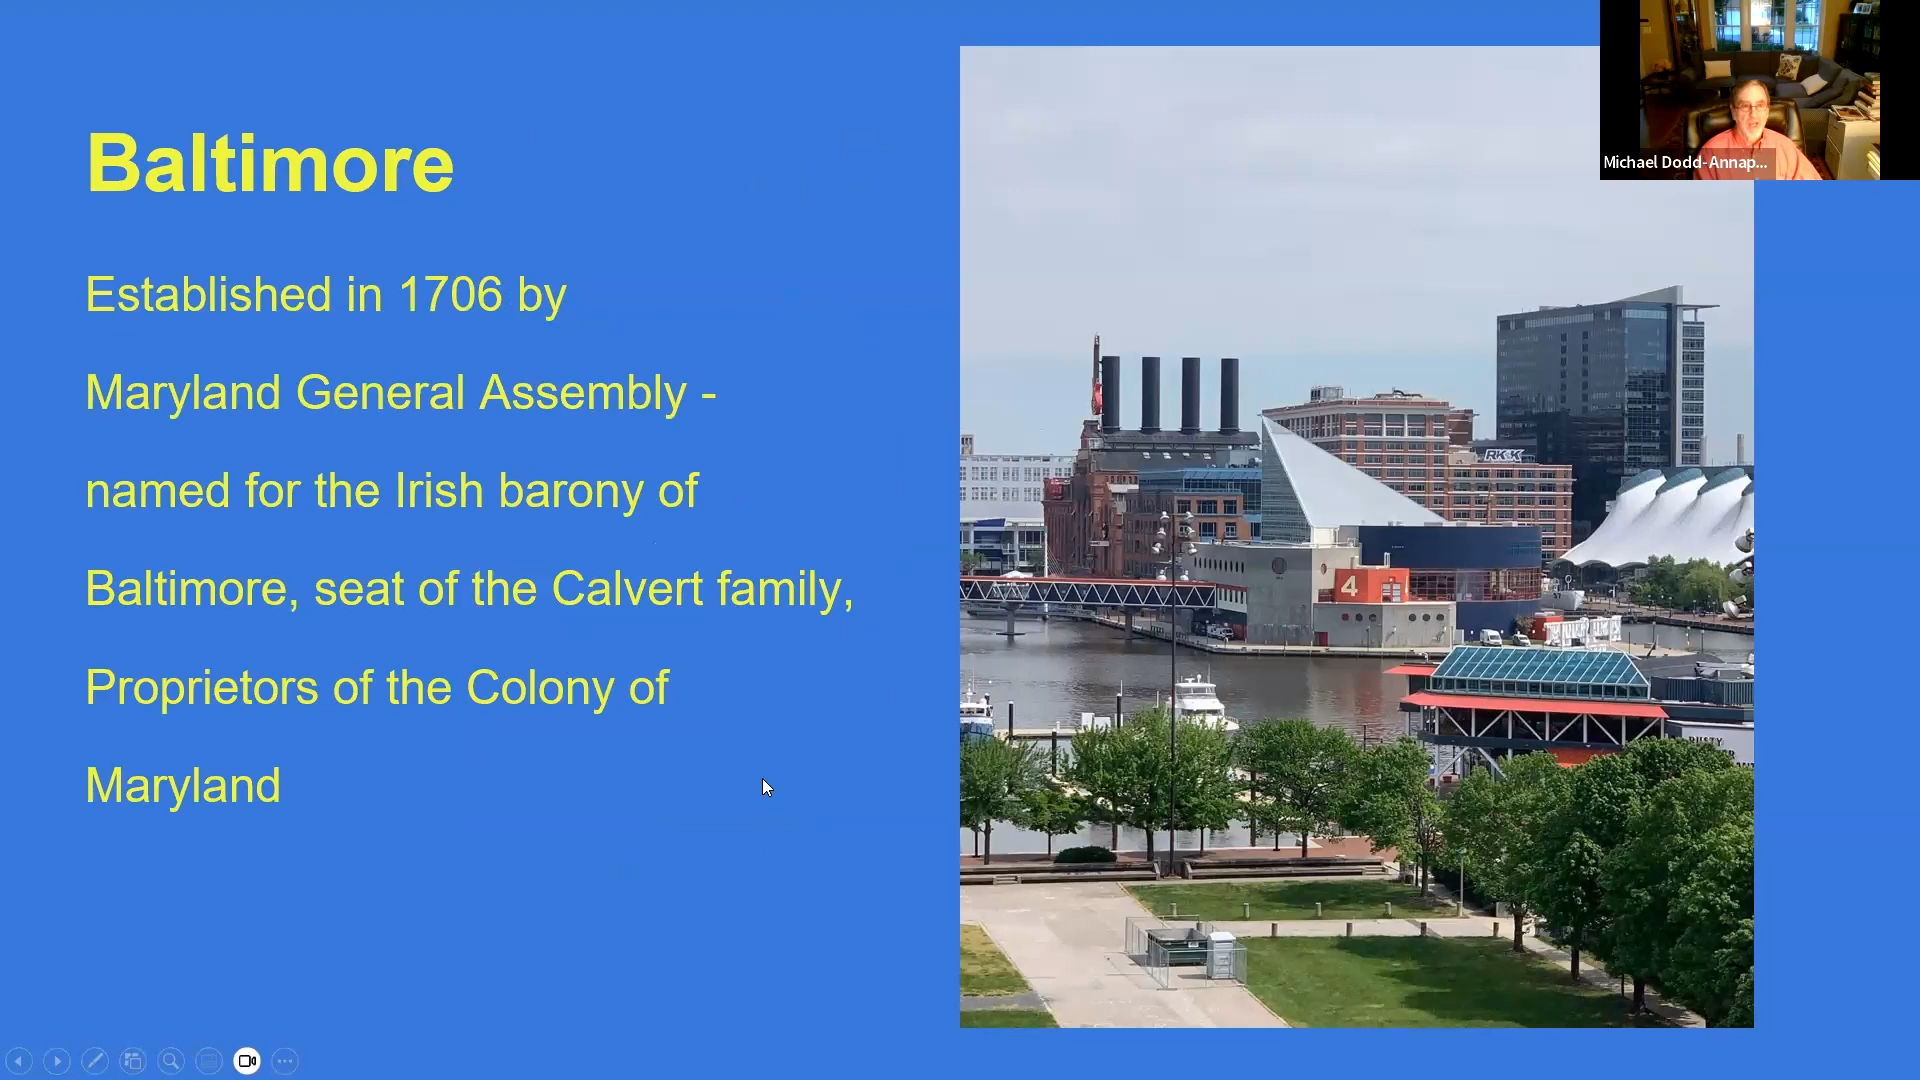 Baltimore
Established in 1706 by
Maryland General Assembly -
named for the Irish barony of
Baltimore, seat of the Calvert family,
Proprietors of the Colony of
Maryland
Michael Dodd-Annap...
RK&K
4